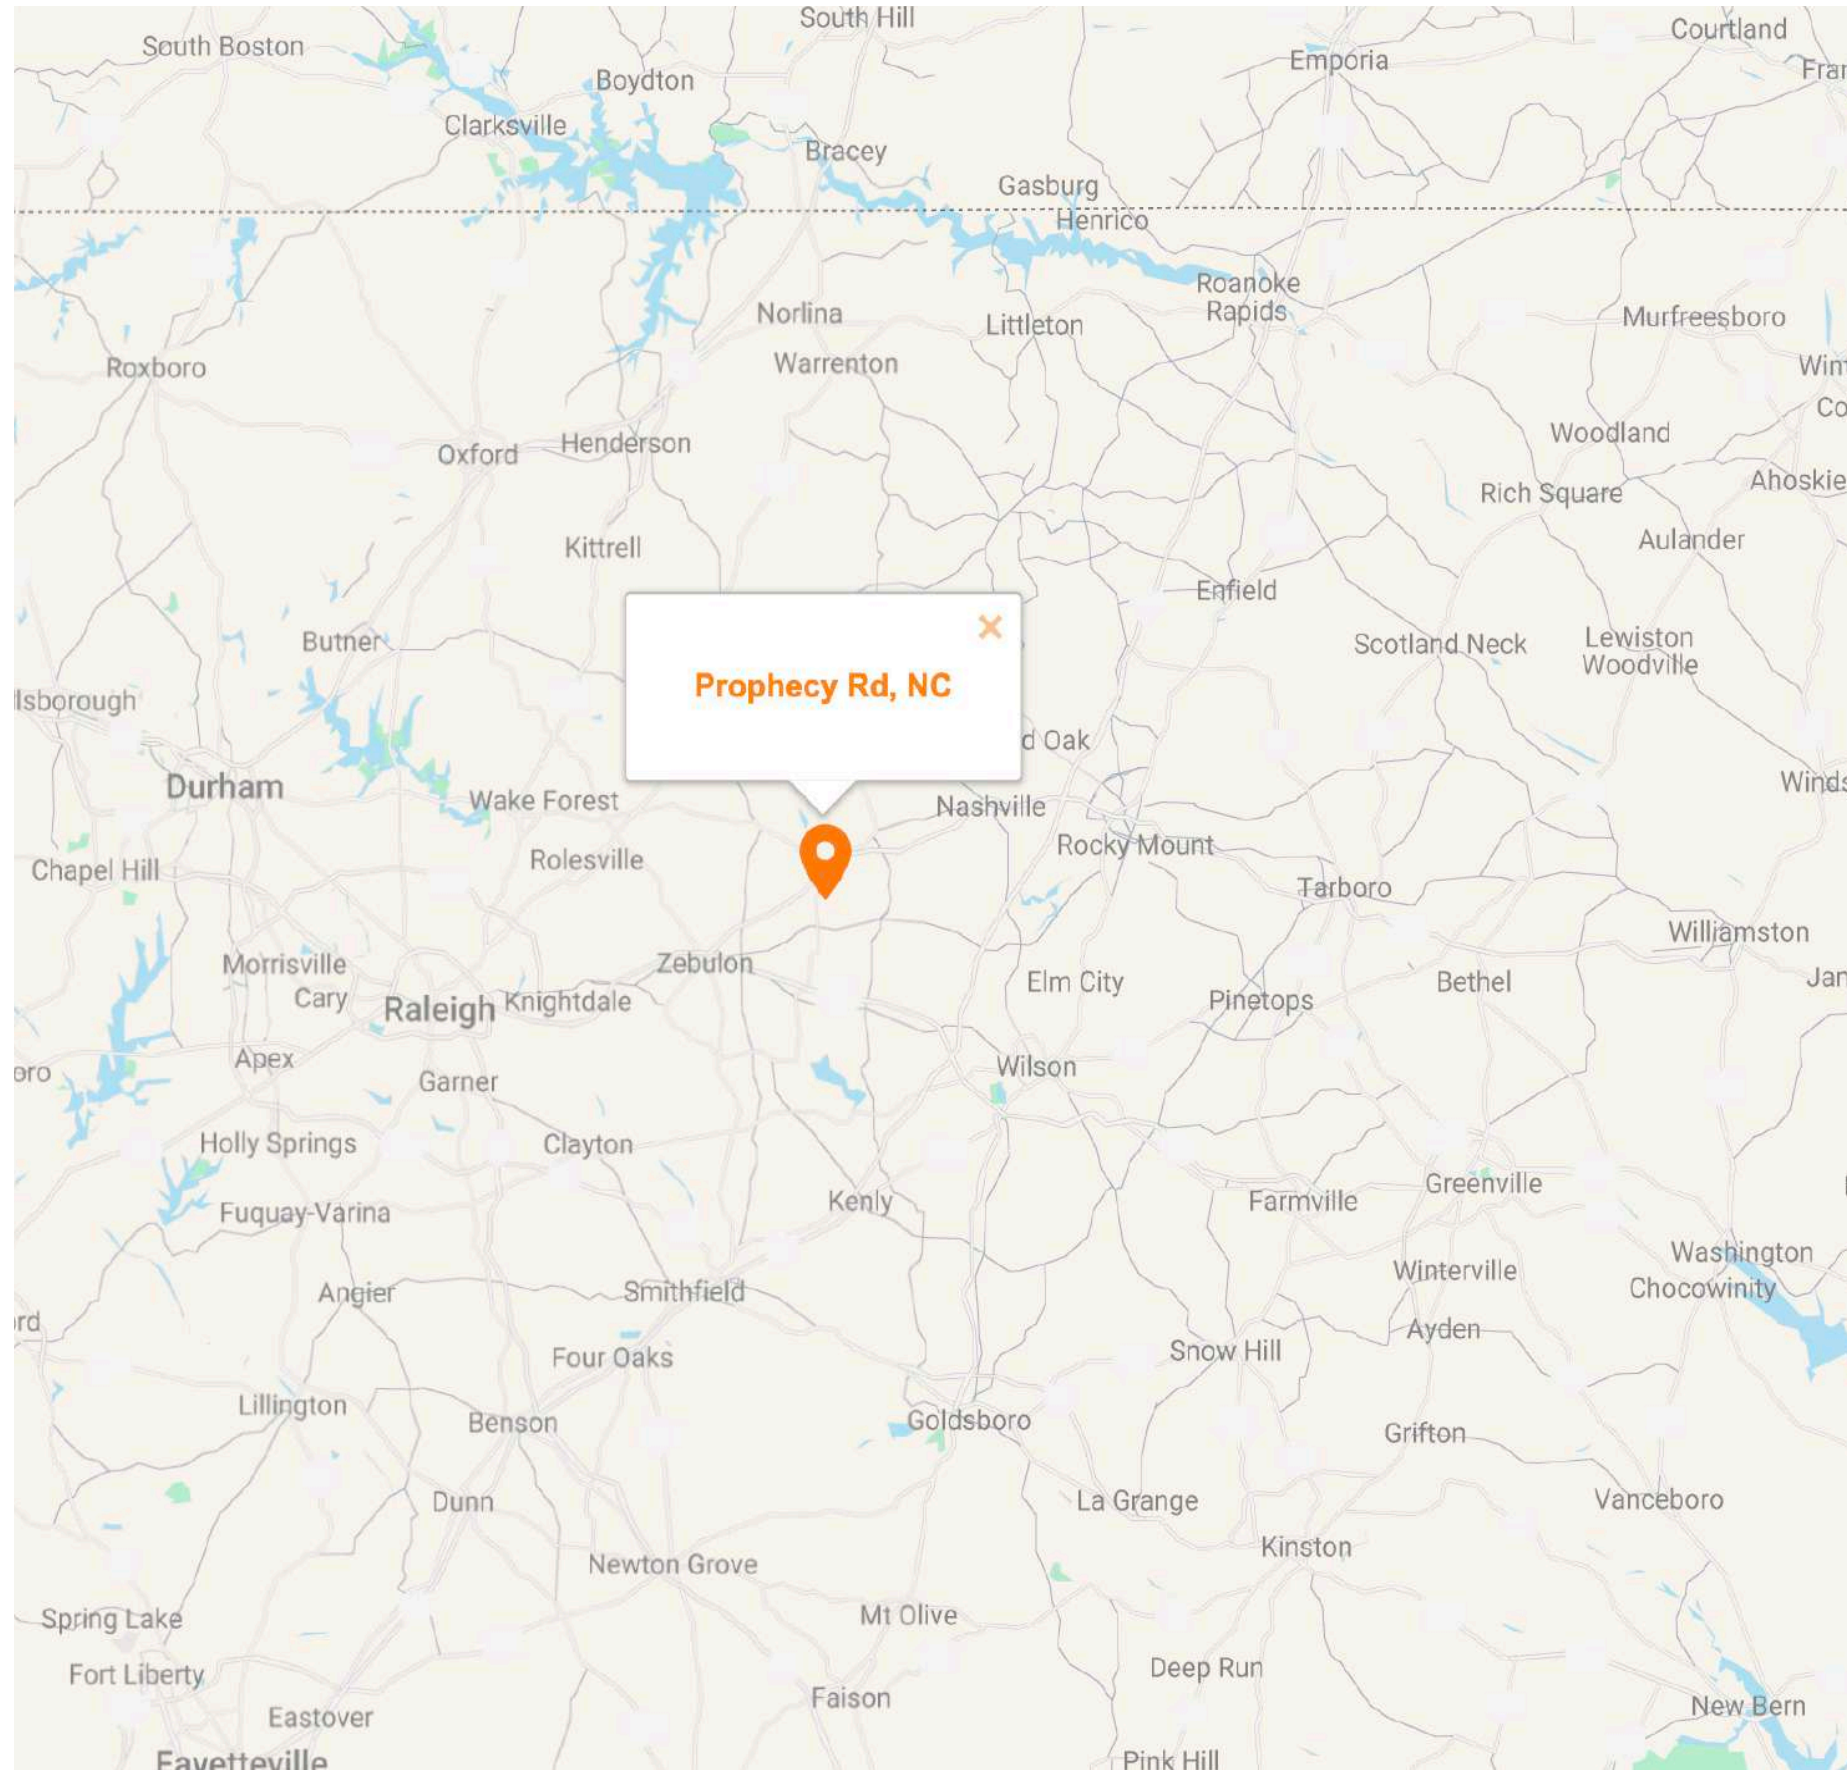 South Hill
South Boston
Courtland
Emporia
Boydton
Clarksville
Bracey
Gasburg
Henrico
Roanoke
Rapids
Norlina
Littleton
Murfreesboro
Warrenton
Roxboro
Woodland
Oxford
Henderson
Rich Square
Ahoskie
Kittrell
Aulander
Enfield
Butner
Scotland Neck
Lewiston
Woodville
Prophecy Rd, NC
lsborough
d Oak
Durham
Wake Forest
Nashville
Winds
Rocky Mount
Rolesville
Chapel Hill
Tarboro
Williamston
Morrisville
Zebulon
Elm City
Bethel
Jan
Cary
Raleigh
Knightdale
Pinetops
Apex
Wilson
oro
Garner
Holly Springs
Clayton
Greenville
Kenly
Farmville
Fuquay-Varina
Washington
Winterville
Chocowinity
Angier
Smithfield
rd
Ayden
Snow Hill
Four Oaks
Lillington
Benson
Goldsboro
Grifton
Dunn
La Grange
Vanceboro
Kinston
Newton Grove
Spring Lake
Mt Olive
Fort Liberty
Deep Run
Faison
New Bern
Eastover
Fayetteville
Pink Hill